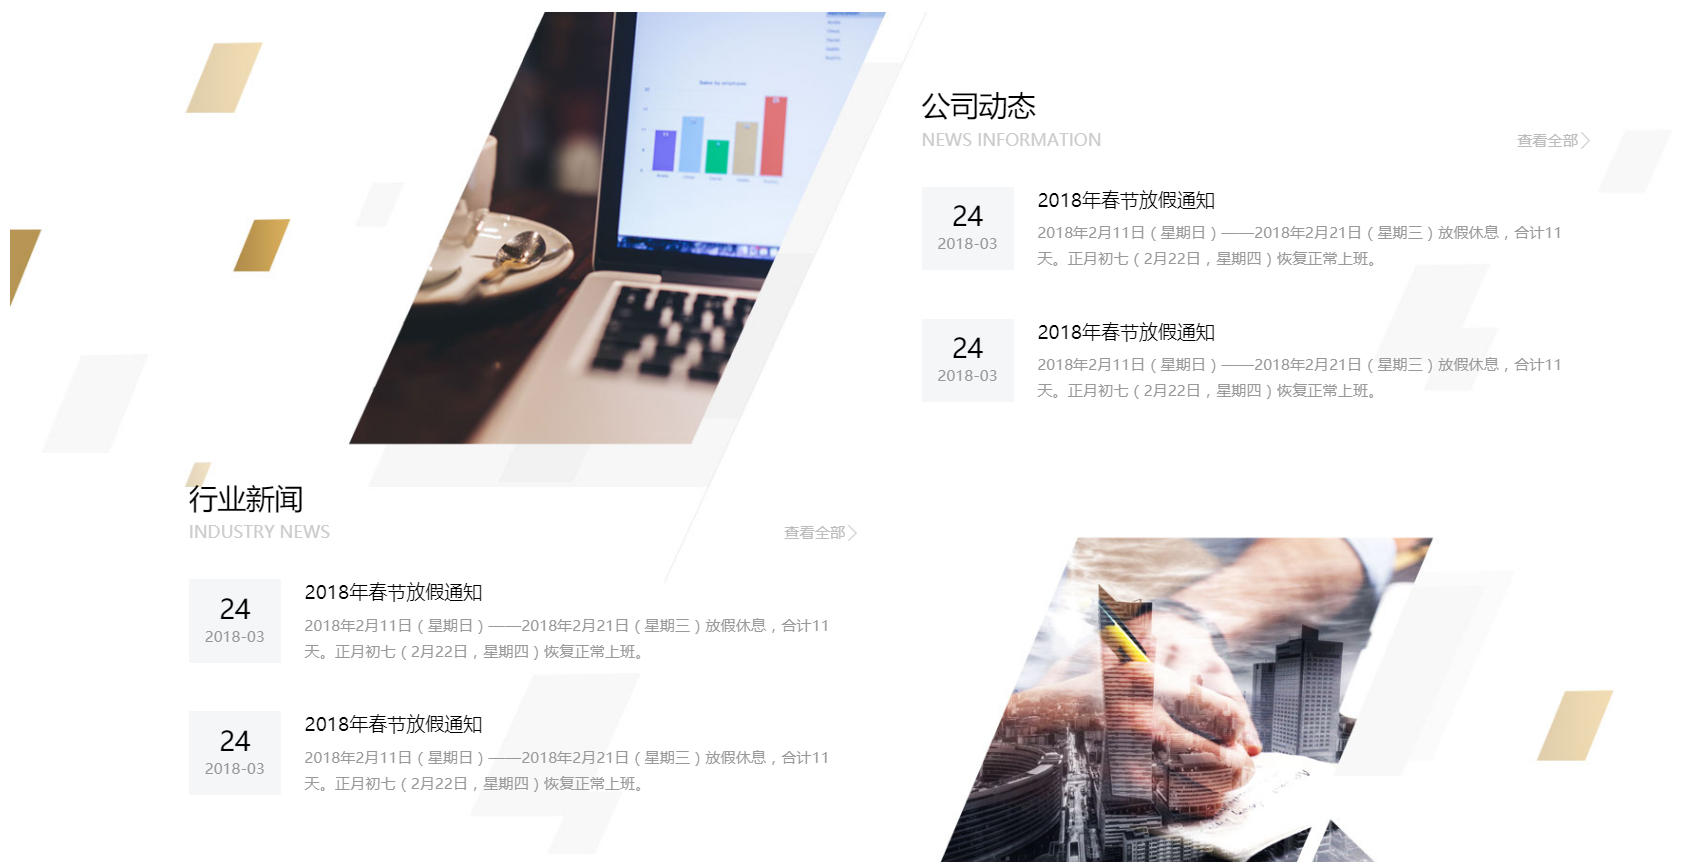 Sales by employee
公司动态
NEWS INFORMATION
查看全部
24
2018-03
2018年春节放假通知
2018年2月11日（星期日）——2018年2月21日（星期三）放假休息，合计11
天。正月初七（2月22日，星期四）恢复正常上班。
24
2018-03
2018年春节放假通知
2018年2月11日（星期日）——2018年2月21日（星期三）放假休息，合计11
天。正月初七（2月22日，星期四）恢复正常上班。
行业新闻
INDUSTRY NEWS
查看全部
24
2018-03
2018年春节放假通知
2018年2月11日（星期日）——2018年2月21日（星期三）放假休息，合计11
天。正月初七（2月22日，星期四）恢复正常上班。
24
2018-03
2018年春节放假通知
2018年2月11日（星期日）——2018年2月21日（星期三）放假休息，合计11
天。正月初七（2月22日，星期四）恢复正常上班。